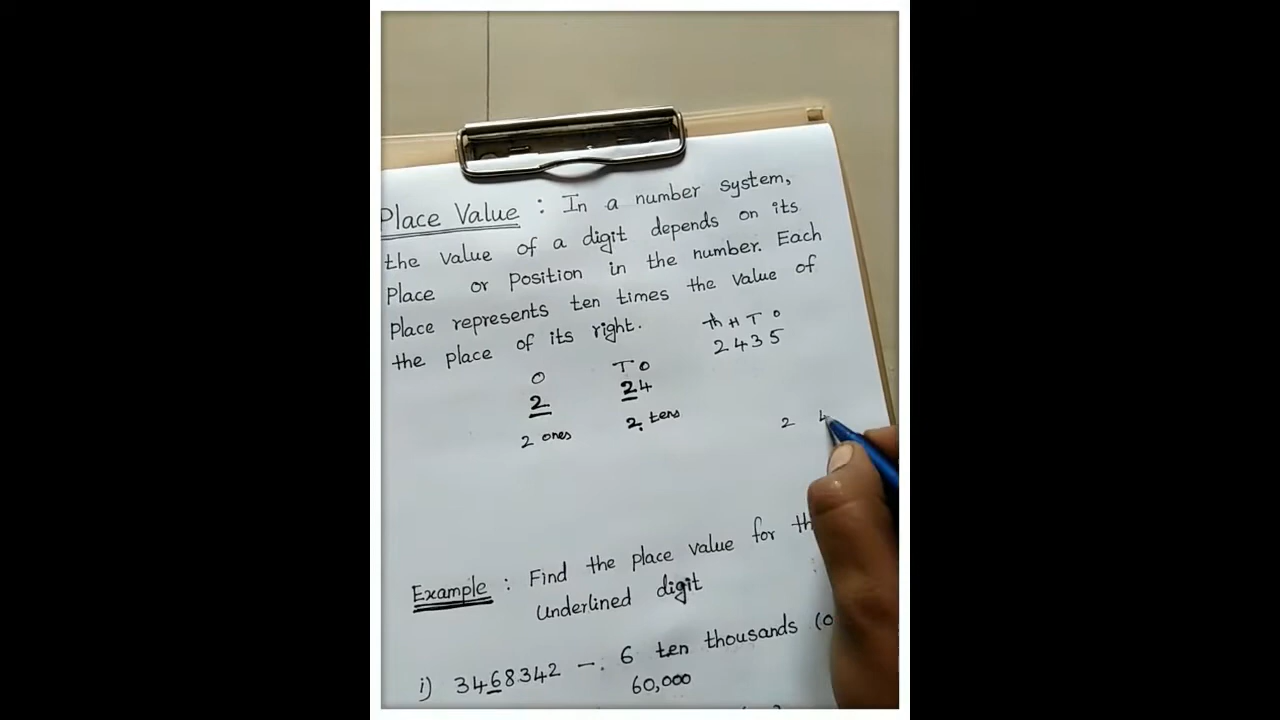 Place Value : In a number system,
the value of a digit depends on its
Place or Position in the number. Each
Place represents ten times the value of
the place of its right.
Th H T O
2 4 3 5
O
2
2 ones
T O
24
2 tens
2 4
Example : Find the place value for
Underlined digit
i) 3468342 — 6 ten thousands
60,000